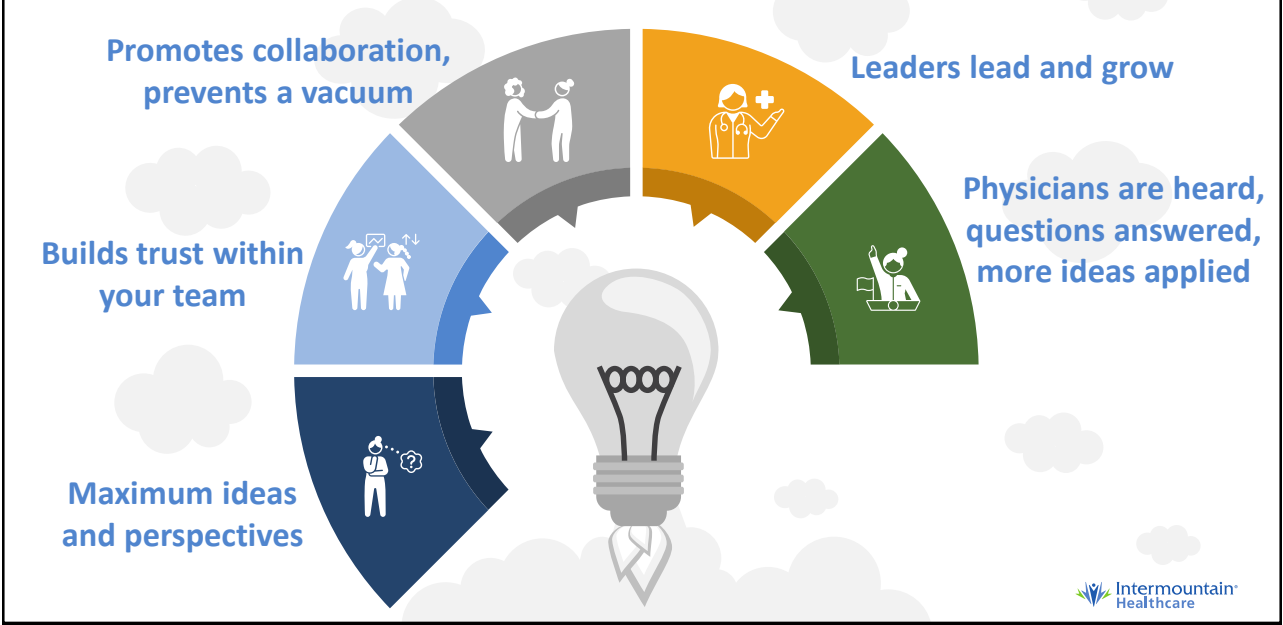 Promotes collaboration,
prevents a vacuum
Leaders lead and grow
Builds trust within
your team
Physicians are heard,
questions answered,
more ideas applied
Maximum ideas
and perspectives
?
Intermountain®
Healthcare